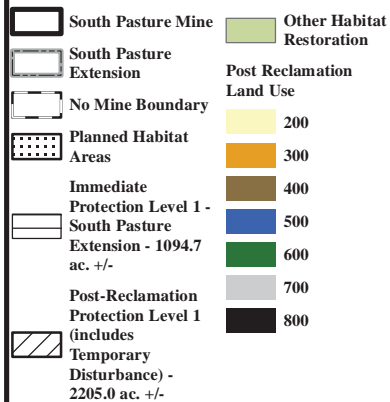 South Pasture Mine
South Pasture
Extension
No Mine Boundary
Planned Habitat
Areas
Immediate
Protection Level 1 -
South Pasture
Extension - 1094.7
ac. +/-
Post-Reclamation
Protection Level 1
(includes
Temporary
Disturbance) -
2205.0 ac. +/-
Other Habitat
Restoration
Post Reclamation
Land Use
200
300
400
500
600
700
800